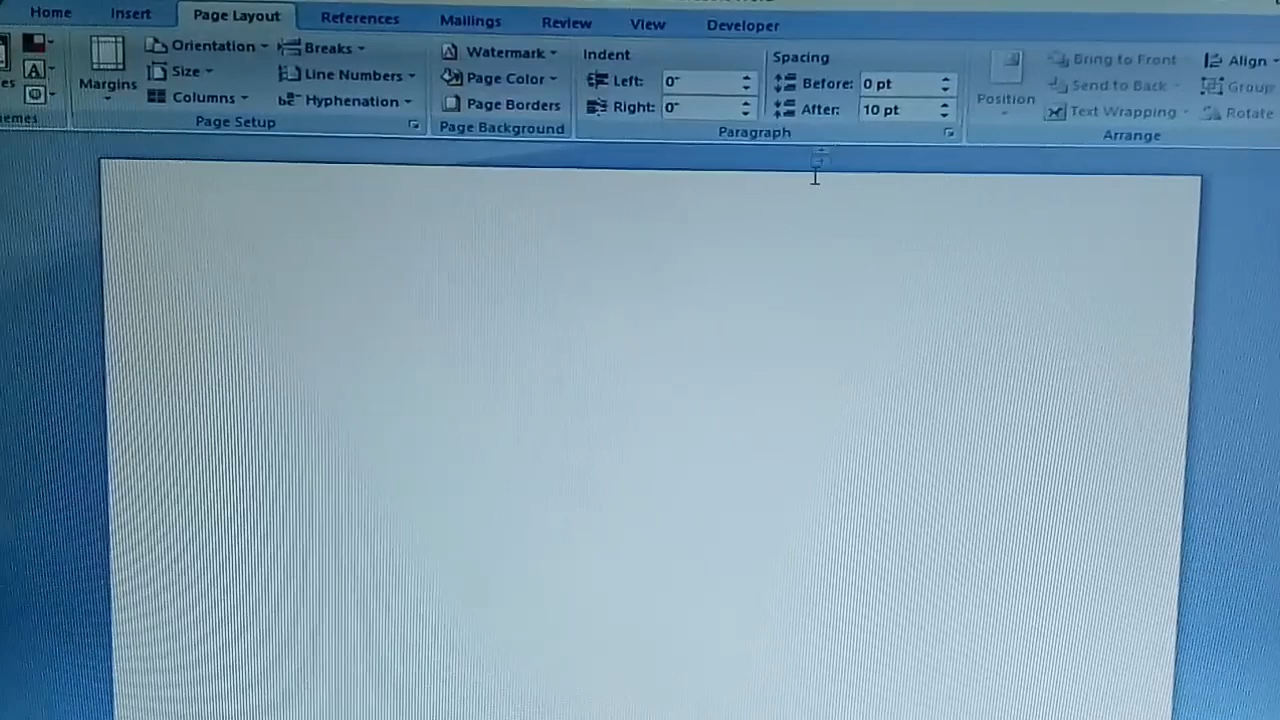 Home Insert Page Layout References Mailings Review View Developer
Orientation Breaks Watermark Indent Spacing Bring to Front Align
Size Line Numbers Page Color Left: 0" Before: 0 pt Send to Back Group
Margins Columns Hyphenation Page Borders Right: 0" After: 10 pt Position Text Wrapping Rotate
Page Setup Page Background Paragraph Arrange